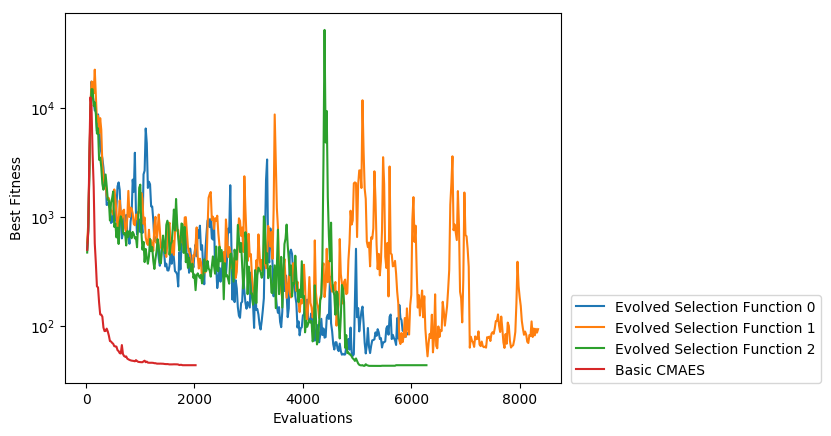 Best Fitness
10^4
10^3
10^2
0
2000
4000
6000
8000
Evaluations
Evolved Selection Function 0
Evolved Selection Function 1
Evolved Selection Function 2
Basic CMAES